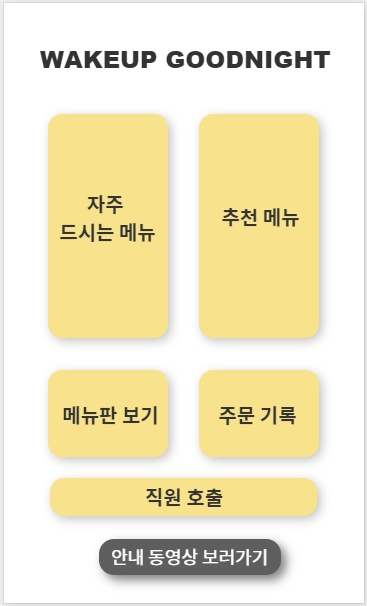 WAKEUP GOODNIGHT
자주
드시는 메뉴
추천 메뉴
메뉴판 보기
주문 기록
직원 호출
안내 동영상 보러가기